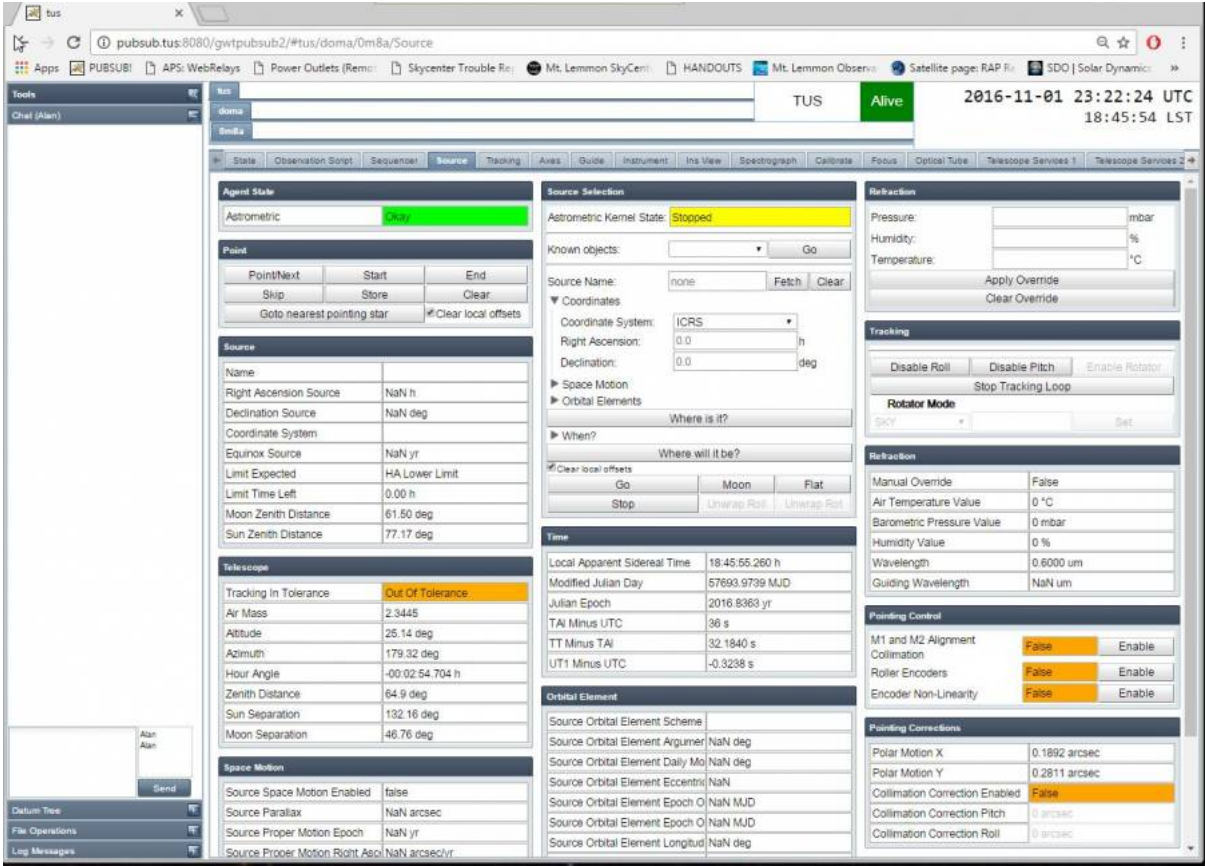 tus
pubsub.tus:8080/gwtpubsub2/#tus/doma/0m8a/Source
Apps PUBSUB! APS: WebRelays Power Outlets (Remo Skycenter Trouble Re Mt. Lemmon SkyCent HANDOUTS Mt. Lemmon Observa Satellite page: RAP R SDO | Solar Dynamic »
Tools
Chat (Alan)
tus
doma
0m8a
TUS Alive
2016-11-01 23:22:24 UTC
18:45:54 LST
State Observation Script Sequencer Source Tracking Axes Guide Instrument Ins View Spectrograph Calibrate Focus Optical Tube Telescope Services 1 Telescope Services 2
Agent State
Astrometric Okay
Point
Point/Next Start End
Skip Store Clear
Goto nearest pointing star Clear local offsets
Source
Name
Right Ascension Source NaN h
Declination Source NaN deg
Coordinate System
Equinox Source NaN yr
Limit Expected HA Lower Limit
Limit Time Left 0.00 h
Moon Zenith Distance 61.50 deg
Sun Zenith Distance 77.17 deg
Telescope
Tracking In Tolerance Out Of Tolerance
Air Mass 2.3445
Altitude 25.14 deg
Azimuth 179.32 deg
Hour Angle -00:02:54.704 h
Zenith Distance 64.9 deg
Sun Separation 132.16 deg
Moon Separation 46.76 deg
Space Motion
Source Space Motion Enabled false
Source Parallax NaN arcsec
Source Proper Motion Epoch NaN yr
Source Proper Motion Right Asc NaN arcsec/yr
Source Selection
Astrometric Kernel State: Stopped
Known objects: Go
Source Name: none Fetch Clear
Coordinates
Coordinate System: ICRS
Right Ascension: 0.0 h
Declination: 0.0 deg
Space Motion
Orbital Elements
Where is it?
When?
Where will it be?
Clear local offsets
Go Moon Flat
Stop Unwrap Roll Unwrap Rot
Time
Local Apparent Sidereal Time 18:45:55.260 h
Modified Julian Day 57693.9739 MJD
Julian Epoch 2016.8363 yr
TAI Minus UTC 36 s
TT Minus TAI 32.1840 s
UT1 Minus UTC -0.3238 s
Orbital Element
Source Orbital Element Scheme
Source Orbital Element Argumer NaN deg
Source Orbital Element Daily Mo NaN deg
Source Orbital Element Eccentric NaN
Source Orbital Element Epoch O NaN MJD
Source Orbital Element Epoch O NaN MJD
Source Orbital Element Longitud NaN deg
Refraction
Pressure: mbar
Humidity: %
Temperature: °C
Apply Override
Clear Override
Tracking
Disable Roll Disable Pitch Enable Rotator
Stop Tracking Loop
Rotator Mode
SKY Set
Refraction
Manual Override False
Air Temperature Value 0 °C
Barometric Pressure Value 0 mbar
Humidity Value 0 %
Wavelength 0.6000 um
Guiding Wavelength NaN um
Pointing Control
M1 and M2 Alignment
Collimation False Enable
Roller Encoders False Enable
Encoder Non-Linearity False Enable
Pointing Corrections
Polar Motion X 0.1892 arcsec
Polar Motion Y 0.2811 arcsec
Collimation Correction Enabled False
Collimation Correction Pitch 0 arcsec
Collimation Correction Roll 0 arcsec
Alan
Alan
Send
Datum Tree
File Operations
Log Messages